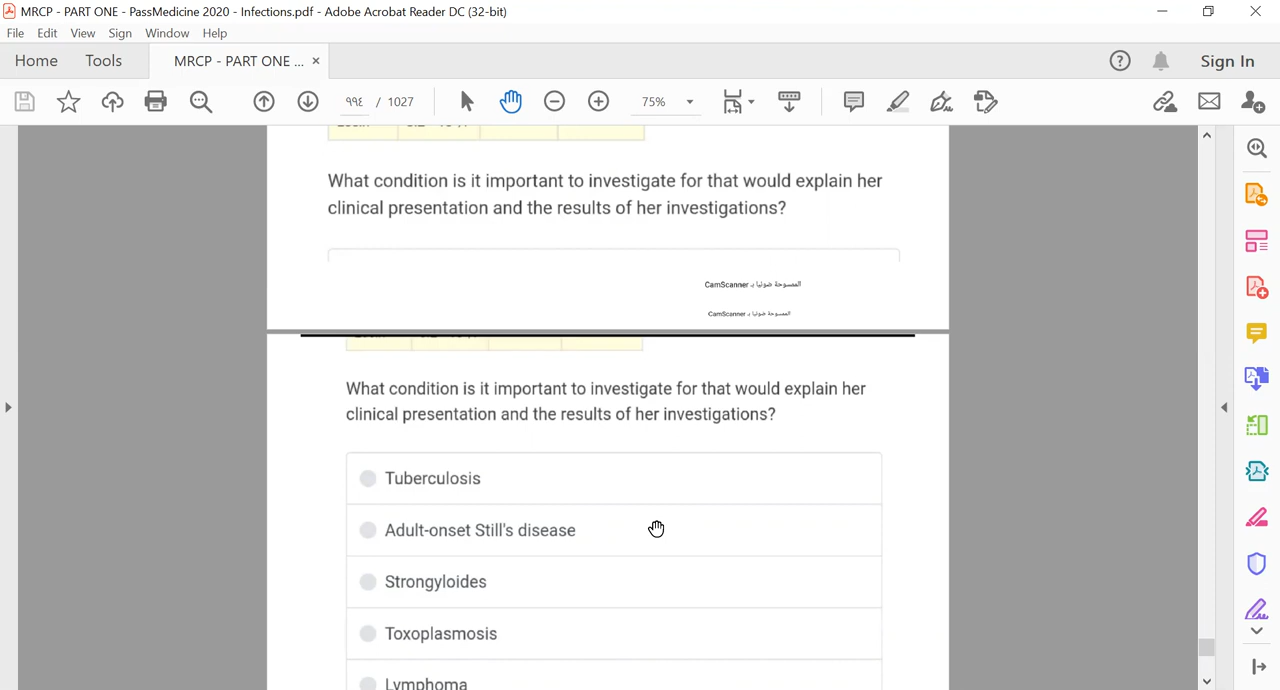 MRCP - PART ONE - PassMedicine 2020 - Infections.pdf - Adobe Acrobat Reader DC (32-bit)
File Edit View Sign Window Help
Home Tools MRCP - PART ONE ... × Sign In
٩٩٤ / 1027 75%
What condition is it important to investigate for that would explain her
clinical presentation and the results of her investigations?
الممسوحة ضوئيا بـ CamScanner
الممسوحة ضوئيا بـ CamScanner
What condition is it important to investigate for that would explain her
clinical presentation and the results of her investigations?
Tuberculosis
Adult-onset Still's disease
Strongyloides
Toxoplasmosis
Lymphoma